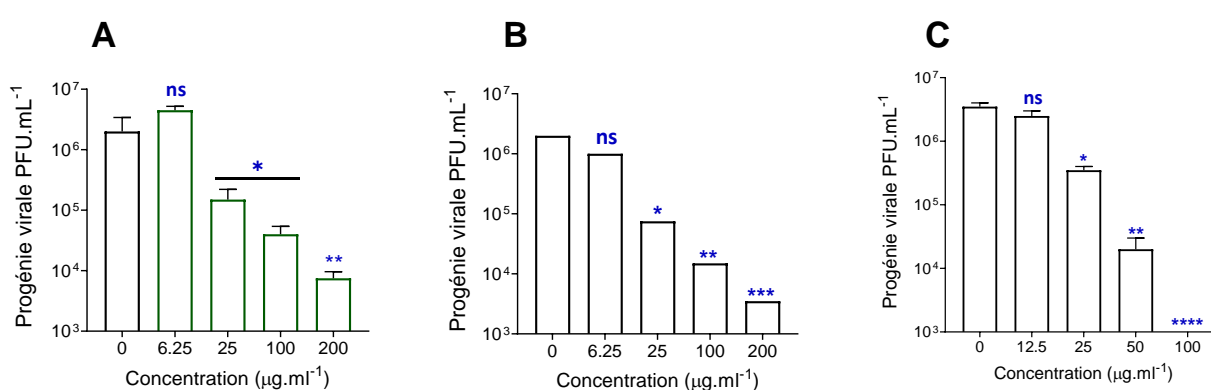 A
B
C
Progénie virale PFU.mL⁻¹
10⁷
10⁶
10⁵
10⁴
10³
ns
*
**
0 6.25 25 100 200
Concentration (μg.ml⁻¹)
Progénie virale PFU.mL⁻¹
10⁷
10⁶
10⁵
10⁴
10³
ns
*
**
***
0 6.25 25 100 200
Concentration (μg.ml⁻¹)
Progénie virale PFU.mL⁻¹
10⁷
10⁶
10⁵
10⁴
10³
ns
*
**
****
0 12.5 25 50 100
Concentration (μg.ml⁻¹)